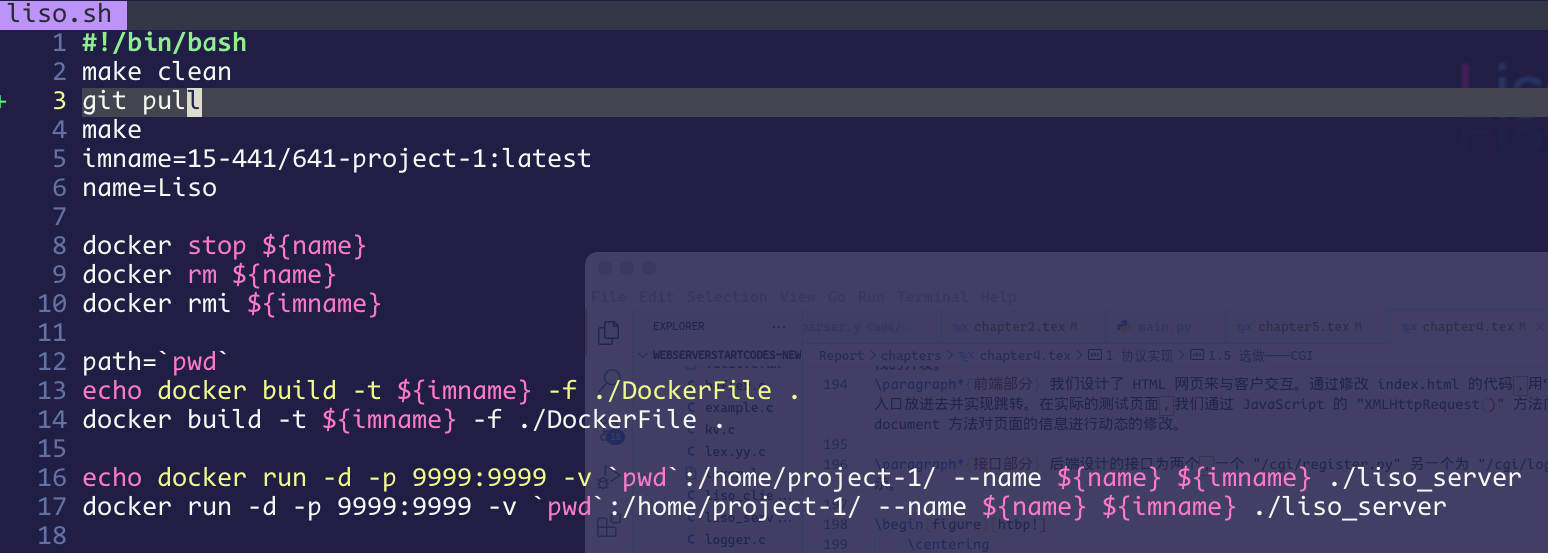 liso.sh
1 #!/bin/bash
2 make clean
3 git pull
4 make
5 imname=15-441/641-project-1:latest
6 name=Liso
7
8 docker stop ${name}
9 docker rm ${name}
10 docker rmi ${imname}
11
12 path=`pwd`
13 echo docker build -t ${imname} -f ./DockerFile .
14 docker build -t ${imname} -f ./DockerFile .
15
16 echo docker run -d -p 9999:9999 -v `pwd`:/home/project-1/ --name ${name} ${imname} ./liso_server
17 docker run -d -p 9999:9999 -v `pwd`:/home/project-1/ --name ${name} ${imname} ./liso_server
18
File Edit Selection View Go Run Terminal Help
EXPLORER ···
parser.y Code/... chapter2.tex M main.py chapter5.tex M chapter4.tex M
WEBSERVERSTARTCODES-NEW
Report > chapters > chapter4.tex > 1 协议实现 > 1.5 选做——CGI
194 \paragraph*{前端部分} 我们设计了 HTML 网页来与客户交互。通过修改 index.html 的代码,用
入口放进去并实现跳转。在实际的测试页面,我们通过 JavaScript 的 "XMLHttpRequest()" 方法
document 方法对页面的信息进行动态的修改。
195
196 \paragraph*{接口部分} 后端设计的接口为两个,一个 "/cgi/register.py" 另一个为 "/cgi/log
198 \begin{figure}[htbp!]
199 \centering
example.c
kv.c
lex.yy.c
logger.c